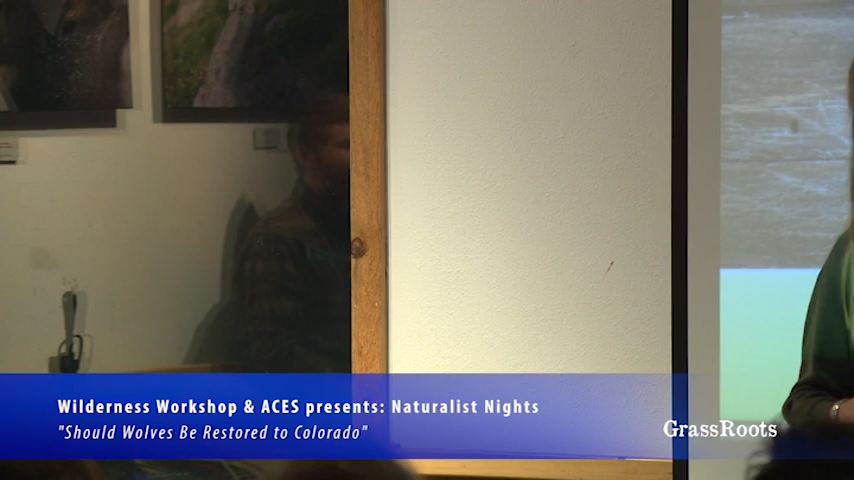 Wilderness Workshop & ACES presents: Naturalist Nights
"Should Wolves Be Restored to Colorado"
GrassRoots